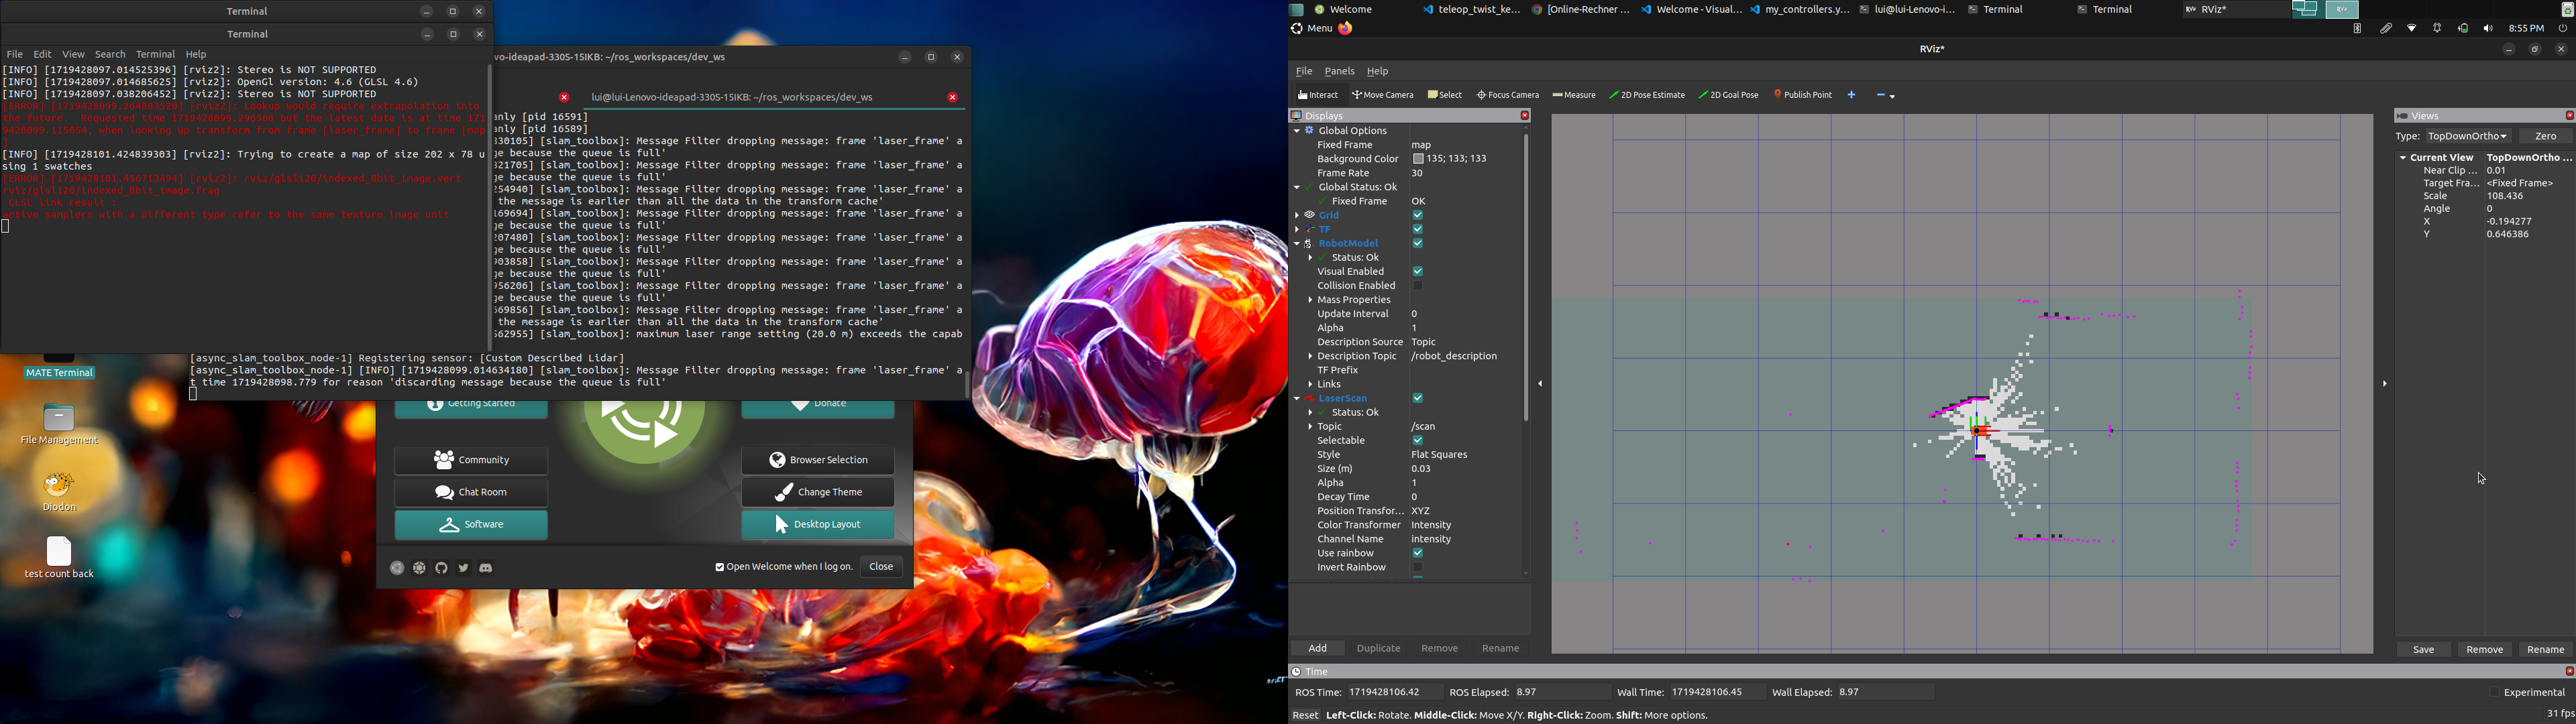 Terminal
Terminal
File Edit View Search Terminal Help
[INFO] [1719428097.014525396] [rviz2]: Stereo is NOT SUPPORTED
[INFO] [1719428097.014685625] [rviz2]: OpenGl version: 4.6 (GLSL 4.6)
[INFO] [1719428097.038206452] [rviz2]: Stereo is NOT SUPPORTED
[ERROR] [1719428099.264883520] [rviz2]: Lookup would require extrapolation into
the future. Requested time 1719428099.296566 but the latest data is at time 171
9428099.115054, when looking up transform from frame [laser_frame] to frame [map
]
[INFO] [1719428101.424839303] [rviz2]: Trying to create a map of size 202 x 78 u
sing 1 swatches
[ERROR] [1719428101.456713494] [rviz2]: rviz/glsl120/indexed_8bit_image.vert
rviz/glsl120/indexed_8bit_image.frag
GLSL link result :
active samplers with a different type refer to the same texture image unit
vo-ideapad-330S-15IKB: ~/ros_workspaces/dev_ws
lui@lui-Lenovo-ideapad-330S-15IKB: ~/ros_workspaces/dev_ws
anly [pid 16591]
anly [pid 16589]
330105] [slam_toolbox]: Message Filter dropping message: frame 'laser_frame' a
ge because the queue is full'
321705] [slam_toolbox]: Message Filter dropping message: frame 'laser_frame' a
ge because the queue is full'
254940] [slam_toolbox]: Message Filter dropping message: frame 'laser_frame' a
the message is earlier than all the data in the transform cache'
169694] [slam_toolbox]: Message Filter dropping message: frame 'laser_frame' a
ge because the queue is full'
207480] [slam_toolbox]: Message Filter dropping message: frame 'laser_frame' a
ge because the queue is full'
903858] [slam_toolbox]: Message Filter dropping message: frame 'laser_frame' a
ge because the queue is full'
956206] [slam_toolbox]: Message Filter dropping message: frame 'laser_frame' a
ge because the queue is full'
669856] [slam_toolbox]: Message Filter dropping message: frame 'laser_frame' a
the message is earlier than all the data in the transform cache'
562955] [slam_toolbox]: maximum laser range setting (20.0 m) exceeds the capab
[async_slam_toolbox_node-1] Registering sensor: [Custom Described Lidar]
[async_slam_toolbox_node-1] [INFO] [1719428099.014634180] [slam_toolbox]: Message Filter dropping message: frame 'laser_frame' a
t time 1719428098.779 for reason 'discarding message because the queue is full'
MATE Terminal
File Management
Diodon
test count back
Getting Started
Donate
Community
Browser Selection
Chat Room
Change Theme
Software
Desktop Layout
Open Welcome when I log on.
Close
Welcome
teleop_twist_ke...
[Online-Rechner ...
Welcome - Visual...
my_controllers.y...
lui@lui-Lenovo-i...
Terminal
Terminal
RViz*
Menu
8:55 PM
RViz*
File Panels Help
Interact Move Camera Select Focus Camera Measure 2D Pose Estimate 2D Goal Pose Publish Point
Displays
Global Options
Fixed Frame map
Background Color 135; 133; 133
Frame Rate 30
Global Status: Ok
Fixed Frame OK
Grid
TF
RobotModel
Status: Ok
Visual Enabled
Collision Enabled
Mass Properties
Update Interval 0
Alpha 1
Description Source Topic
Description Topic /robot_description
TF Prefix
Links
LaserScan
Status: Ok
Topic /scan
Selectable
Style Flat Squares
Size (m) 0.03
Alpha 1
Decay Time 0
Position Transfor... XYZ
Color Transformer Intensity
Channel Name intensity
Use rainbow
Invert Rainbow
Add Duplicate Remove Rename
Views
Type: TopDownOrtho Zero
Current View TopDownOrtho ...
Near Clip ... 0.01
Target Fra... <Fixed Frame>
Scale 108.436
Angle 0
X -0.194277
Y 0.646386
Save Remove Rename
Time
ROS Time: 1719428106.42 ROS Elapsed: 8.97 Wall Time: 1719428106.45 Wall Elapsed: 8.97 Experimental
Reset Left-Click: Rotate. Middle-Click: Move X/Y. Right-Click: Zoom. Shift: More options. 31 fps